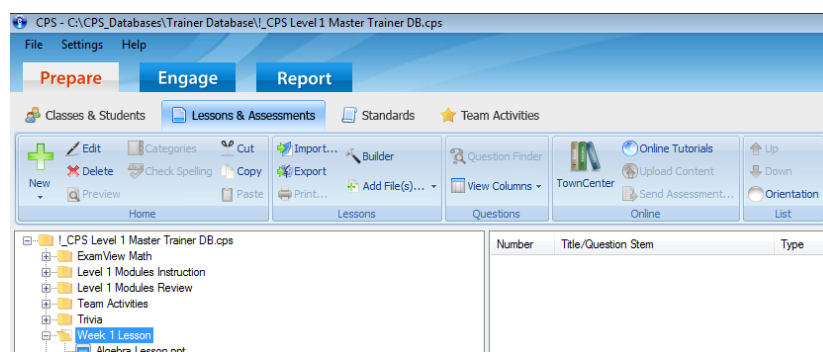 CPS - C:\CPS_Databases\Trainer Database\!_CPS Level 1 Master Trainer DB.cps
File Settings Help
Prepare Engage Report
Classes & Students Lessons & Assessments Standards Team Activities
Edit Categories Cut Import... Builder Question Finder Online Tutorials Up
Delete Check Spelling Copy Export Upload Content Down
New Preview Paste Print... Add File(s)... View Columns TownCenter Send Assessment... Orientation
Home Lessons Questions Online List
!_CPS Level 1 Master Trainer DB.cps Number Title/Question Stem Type
ExamView Math
Level 1 Modules Instruction
Level 1 Modules Review
Team Activities
Trivia
Week 1 Lesson
Algebra Lesson.ppt